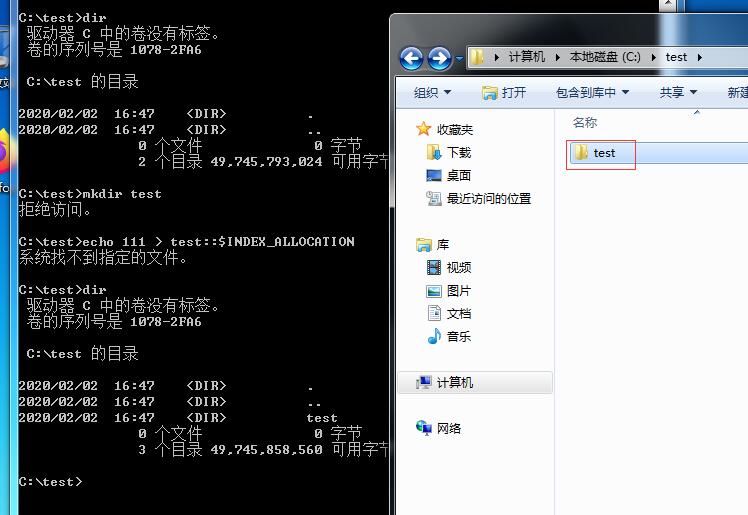 C:\test>dir
驱动器 C 中的卷没有标签。
卷的序列号是 1078-2FA6
C:\test 的目录
2020/02/02 16:47 <DIR> .
2020/02/02 16:47 <DIR> ..
0 个文件 0 字节
2 个目录 49,745,793,024 可用字节
C:\test>mkdir test
拒绝访问。
C:\test>echo 111 > test::$INDEX_ALLOCATION
系统找不到指定的文件。
C:\test>dir
驱动器 C 中的卷没有标签。
卷的序列号是 1078-2FA6
C:\test 的目录
2020/02/02 16:47 <DIR> .
2020/02/02 16:47 <DIR> ..
2020/02/02 16:47 <DIR> test
0 个文件 0 字节
3 个目录 49,745,858,560 可用字节
C:\test>
计算机 本地磁盘 (C:) test
组织 打开 包含到库中 共享 新建
收藏夹
下载
桌面
最近访问的位置
库
视频
图片
文档
音乐
计算机
网络
名称
test